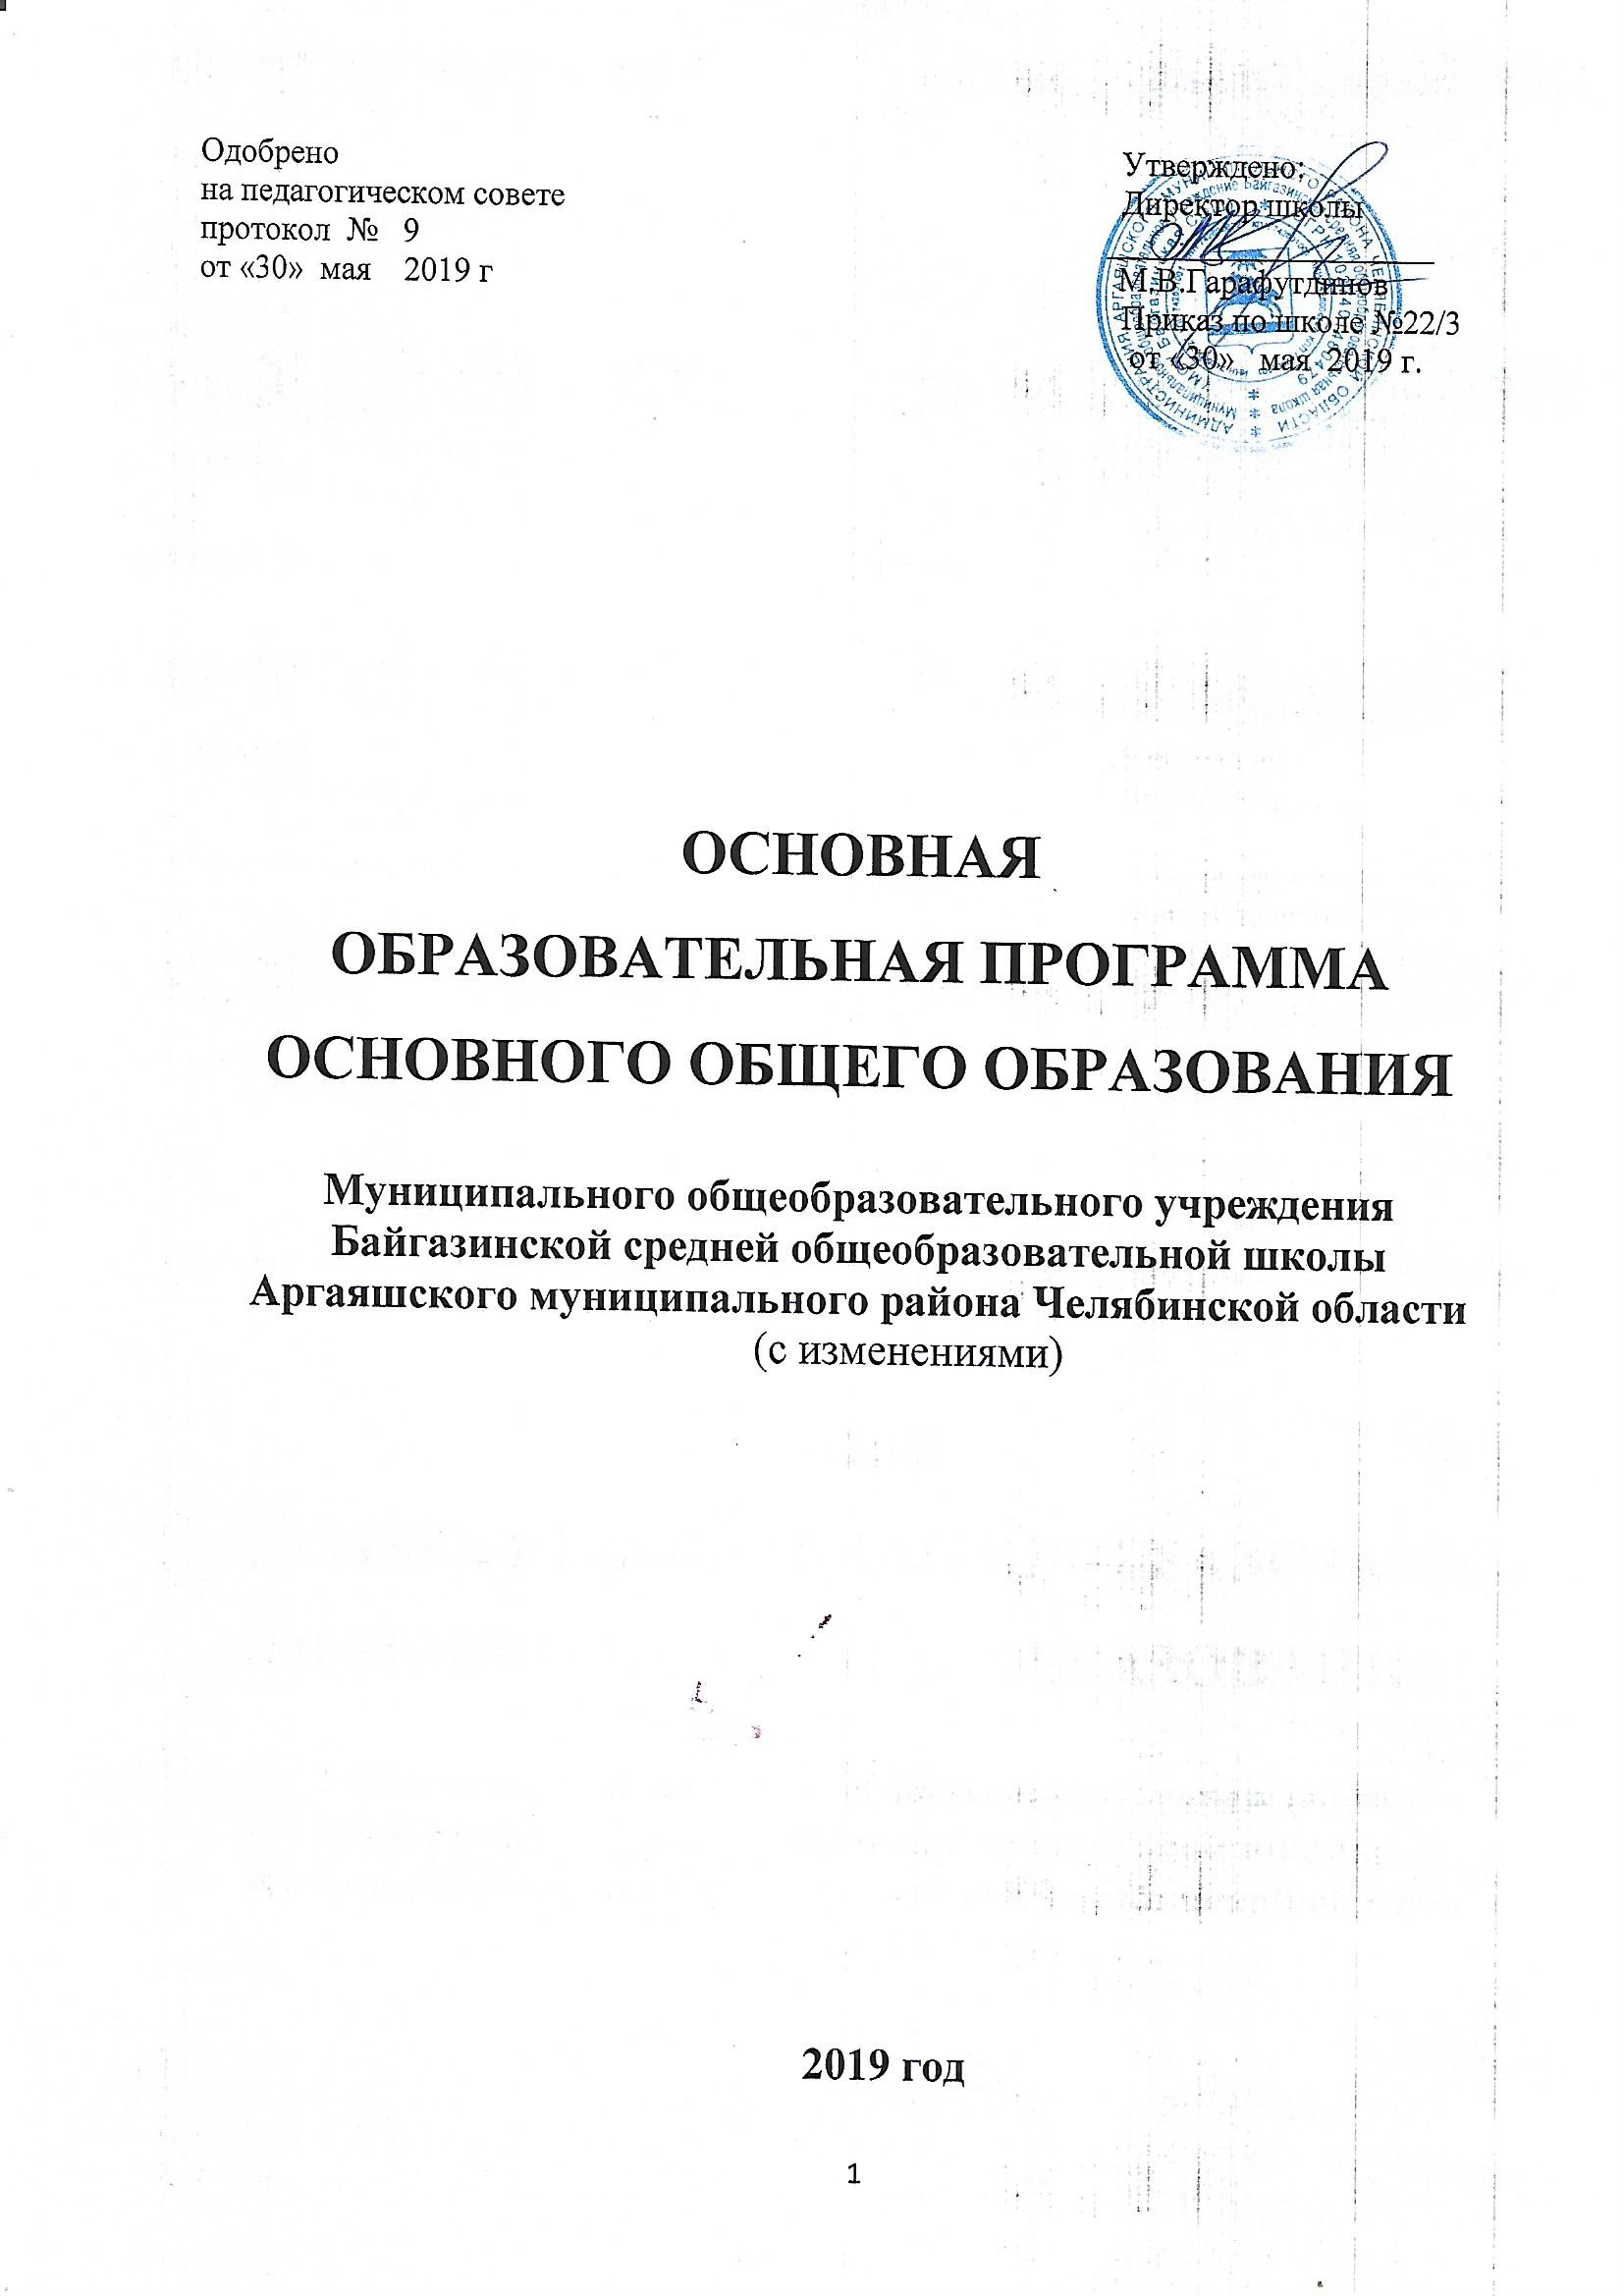 Одобрено
на педагогическом совете
протокол № 9
от «30» мая 2019 г
Утверждено:
Директор школы
М.В.Гарафутдинов
Приказ по школе №22/3
от «30» мая 2019 г.
ОСНОВНАЯ
ОБРАЗОВАТЕЛЬНАЯ ПРОГРАММА
ОСНОВНОГО ОБЩЕГО ОБРАЗОВАНИЯ
Муниципального общеобразовательного учреждения
Байгазинской средней общеобразовательной школы
Аргаяшского муниципального района Челябинской области
(с изменениями)
2019 год
1